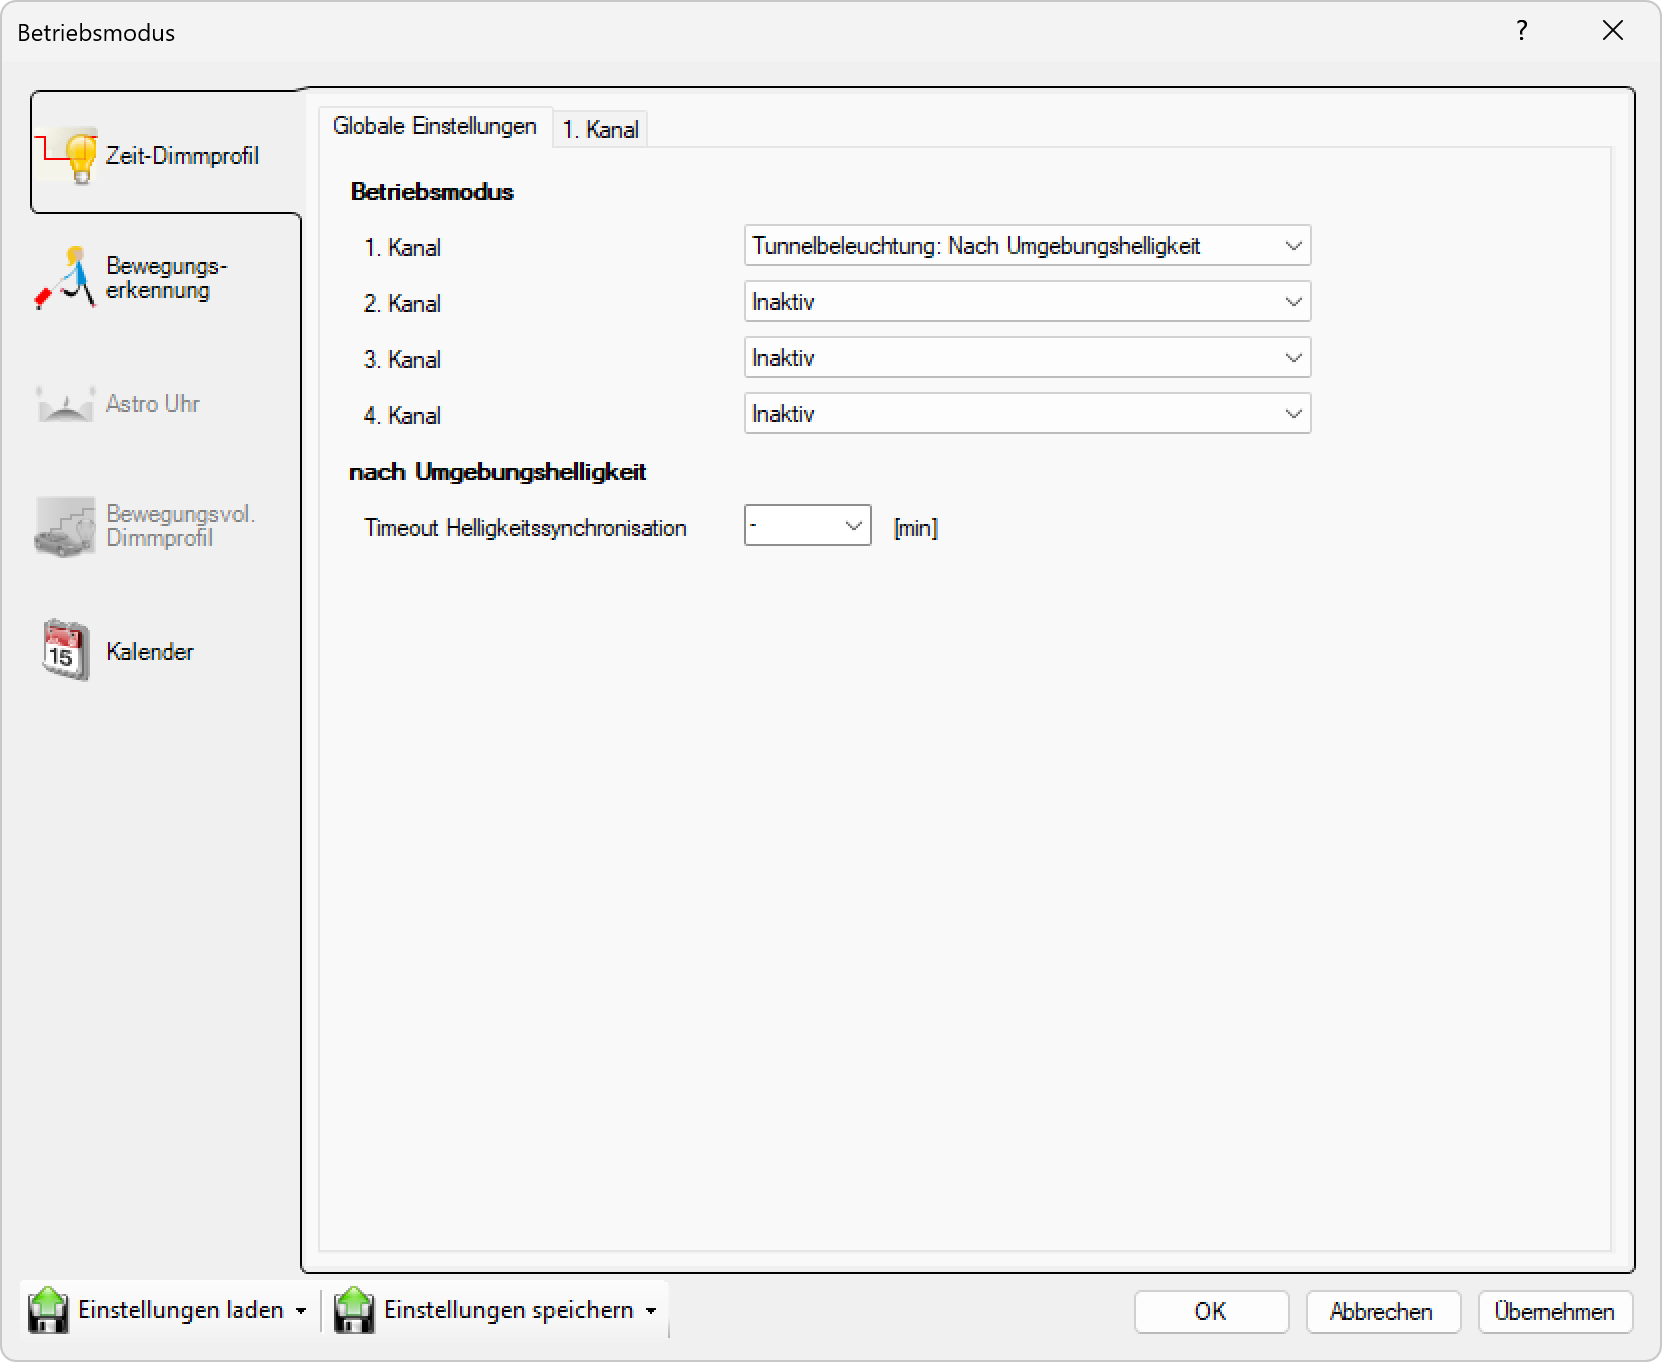 Betriebsmodus
?
Zeit-Dimmprofil
Bewegungs-
erkennung
Astro Uhr
Bewegungsvol.
Dimmprofil
15
Kalender
Globale Einstellungen
1. Kanal
Betriebsmodus
1. Kanal
Tunnelbeleuchtung: Nach Umgebungshelligkeit
2. Kanal
Inaktiv
3. Kanal
Inaktiv
4. Kanal
Inaktiv
nach Umgebungshelligkeit
Timeout Helligkeitssynchronisation
-
[min]
Einstellungen laden
Einstellungen speichern
OK
Abbrechen
Übernehmen